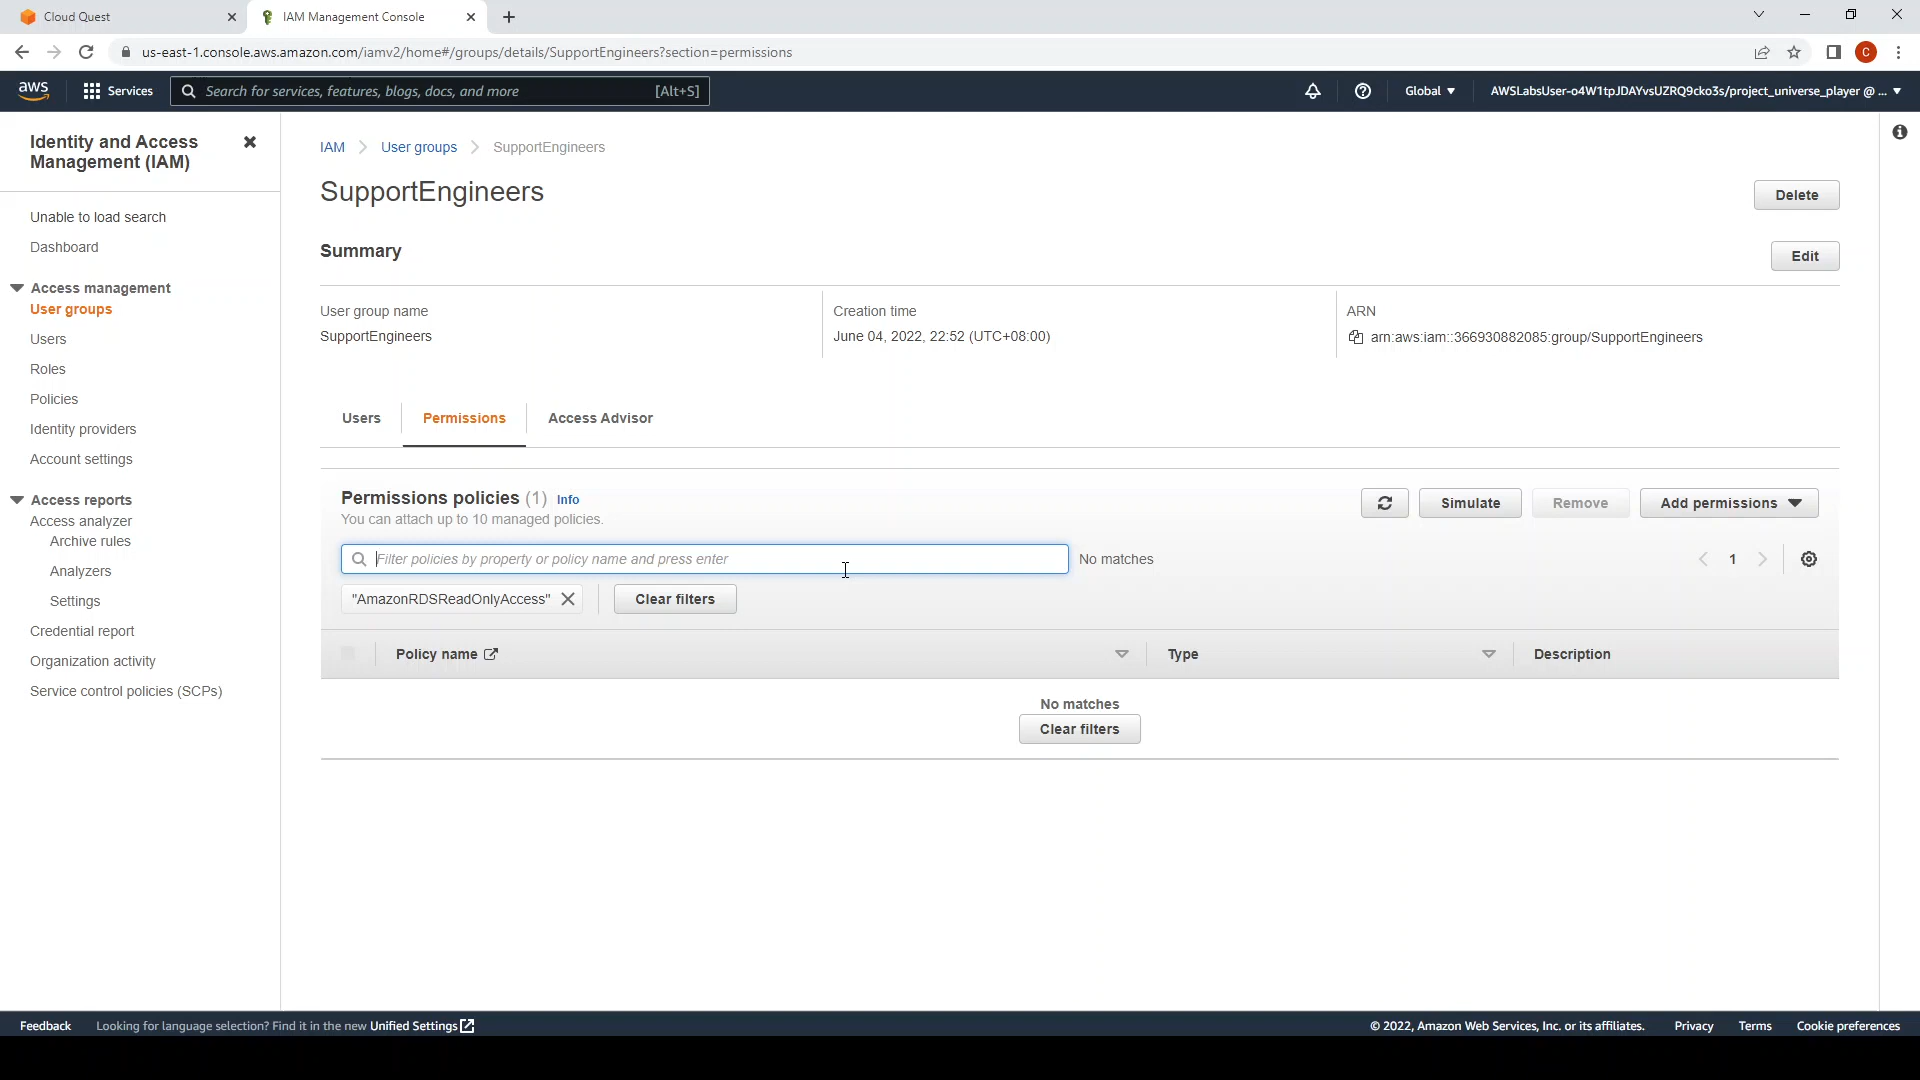 Cloud Quest
IAM Management Console
us-east-1.console.aws.amazon.com/iamv2/home#/groups/details/SupportEngineers?section=permissions
C
aws
Services
Search for services, features, blogs, docs, and more
[Alt+S]
Global
AWSLabsUser-o4W1tpJDAYvsUZRQ9cko3s/project_universe_player @ ...
Identity and Access
Management (IAM)
Unable to load search
Dashboard
Access management
User groups
Users
Roles
Policies
Identity providers
Account settings
Access reports
Access analyzer
Archive rules
Analyzers
Settings
Credential report
Organization activity
Service control policies (SCPs)
IAM
User groups
SupportEngineers
SupportEngineers
Delete
Summary
Edit
User group name
SupportEngineers
Creation time
June 04, 2022, 22:52 (UTC+08:00)
ARN
arn:aws:iam::366930882085:group/SupportEngineers
Users
Permissions
Access Advisor
Permissions policies (1) Info
You can attach up to 10 managed policies.
Simulate
Remove
Add permissions
Filter policies by property or policy name and press enter
No matches
1
"AmazonRDSReadOnlyAccess"
Clear filters
Policy name
Type
Description
No matches
Clear filters
Feedback
Looking for language selection? Find it in the new Unified Settings
© 2022, Amazon Web Services, Inc. or its affiliates.
Privacy
Terms
Cookie preferences